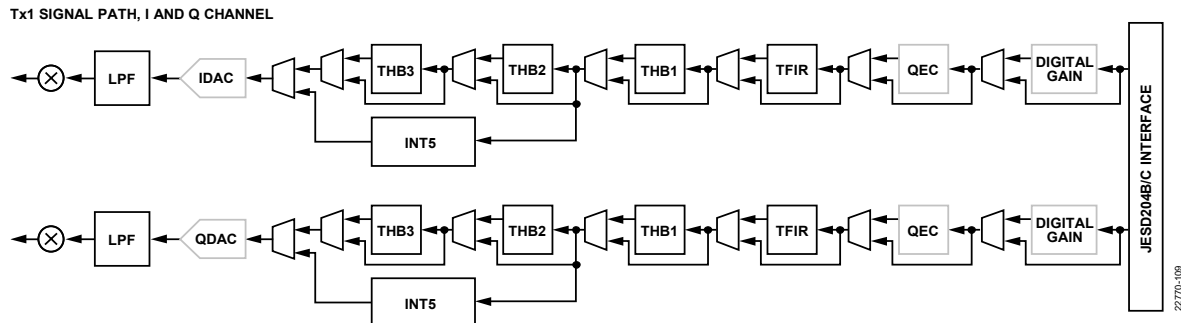 Tx1 SIGNAL PATH, I AND Q CHANNEL
LPF
IDAC
THB3
THB2
THB1
TFIR
QEC
DIGITAL
GAIN
INT5
JESD204B/C INTERFACE
LPF
QDAC
THB3
THB2
THB1
TFIR
QEC
DIGITAL
GAIN
INT5
22770-109